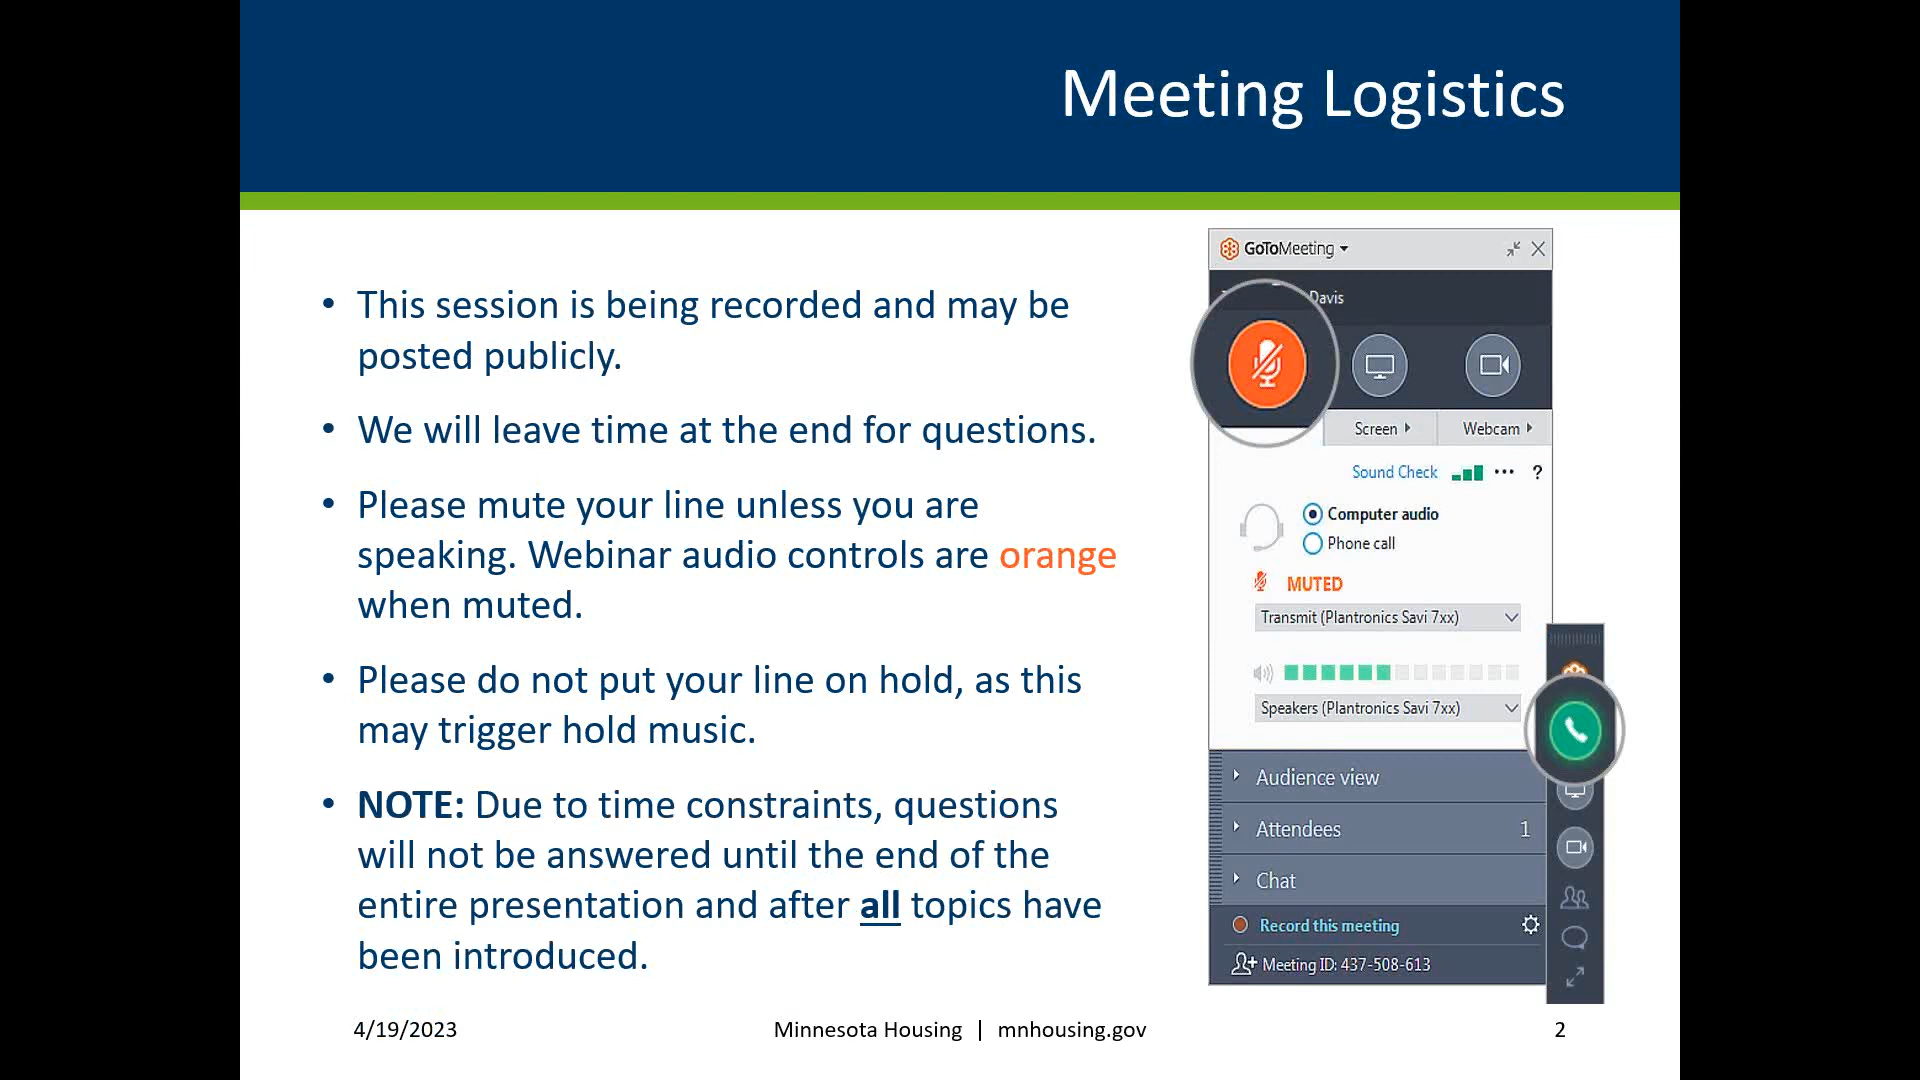 Meeting Logistics
• This session is being recorded and may be
posted publicly.
• We will leave time at the end for questions.
• Please mute your line unless you are
speaking. Webinar audio controls are orange
when muted.
• Please do not put your line on hold, as this
may trigger hold music.
• NOTE: Due to time constraints, questions
will not be answered until the end of the
entire presentation and after all topics have
been introduced.
GoToMeeting
Davis
Screen
Webcam
Sound Check ... ?
Computer audio
Phone call
MUTED
Transmit (Plantronics Savi 7xx)
Speakers (Plantronics Savi 7xx)
Audience view
Attendees 1
Chat
Record this meeting
Meeting ID: 437-508-613
4/19/2023
Minnesota Housing | mnhousing.gov
2